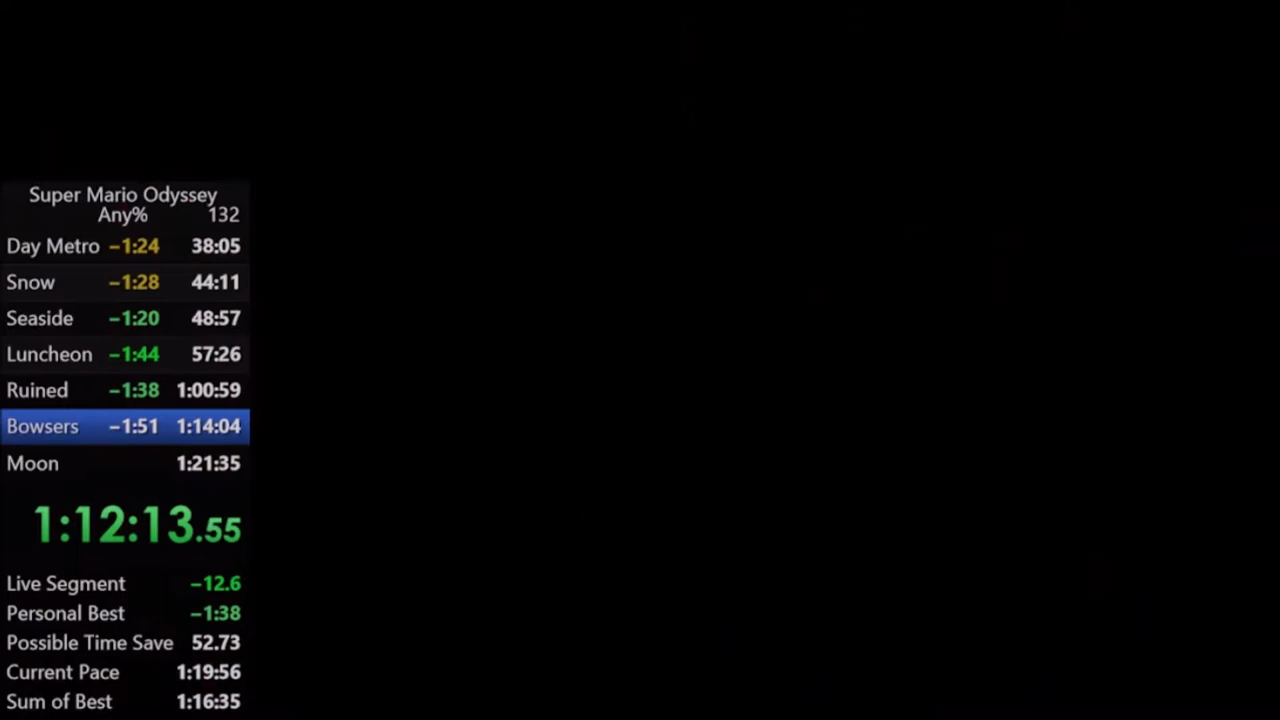 Super Mario Odyssey
Any% 132
Day Metro −1:24 38:05
Snow −1:28 44:11
Seaside −1:20 48:57
Luncheon −1:44 57:26
Ruined −1:38 1:00:59
Bowsers −1:51 1:14:04
Moon 1:21:35
1:12:13.55
Live Segment −12.6
Personal Best −1:38
Possible Time Save 52.73
Current Pace 1:19:56
Sum of Best 1:16:35